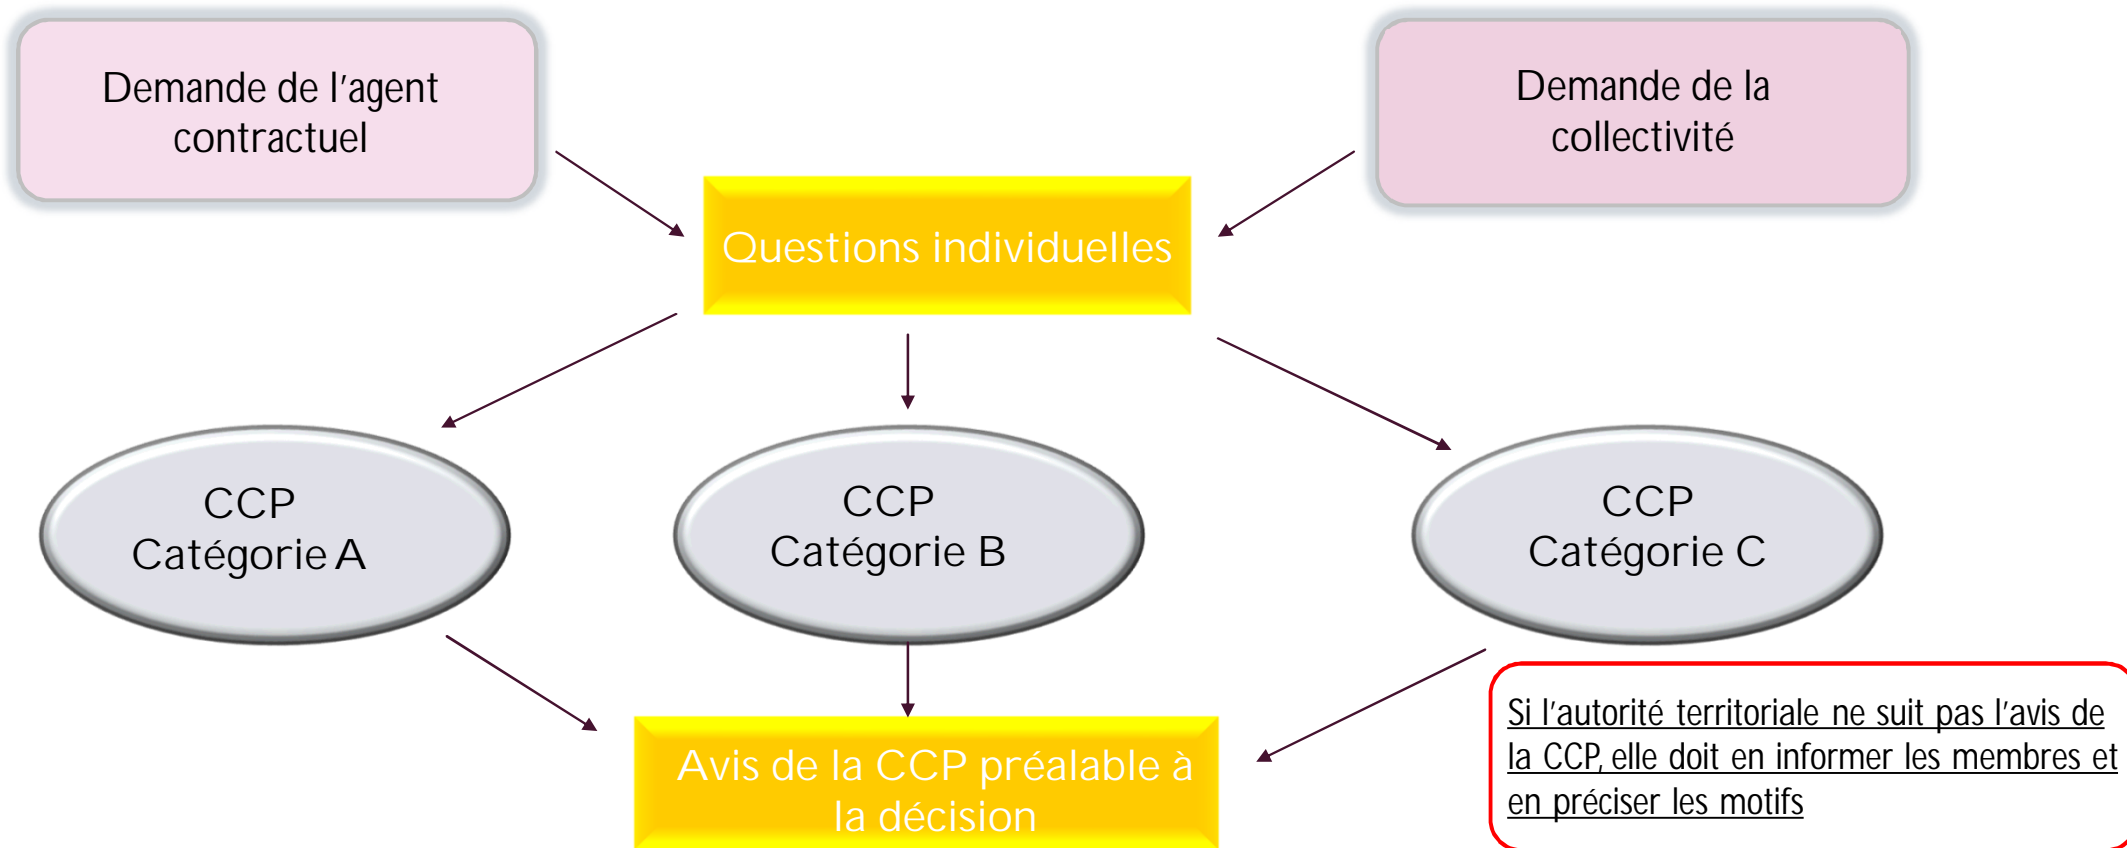 Demande de l'agent
contractuel
Demande de la
collectivité
Questions individuelles
CCP
Catégorie A
CCP
Catégorie B
CCP
Catégorie C
Avis de la CCP préalable à
la décision
Si l'autorité territoriale ne suit pas l'avis de
la CCP, elle doit en informer les membres et
en préciser les motifs